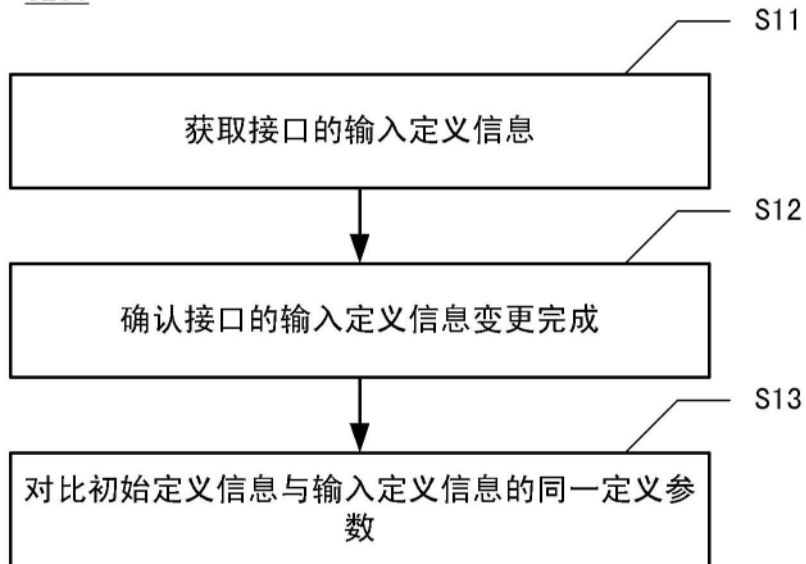 S11
获取接口的输入定义信息
S12
确认接口的输入定义信息变更完成
S13
对比初始定义信息与输入定义信息的同一定义参
数